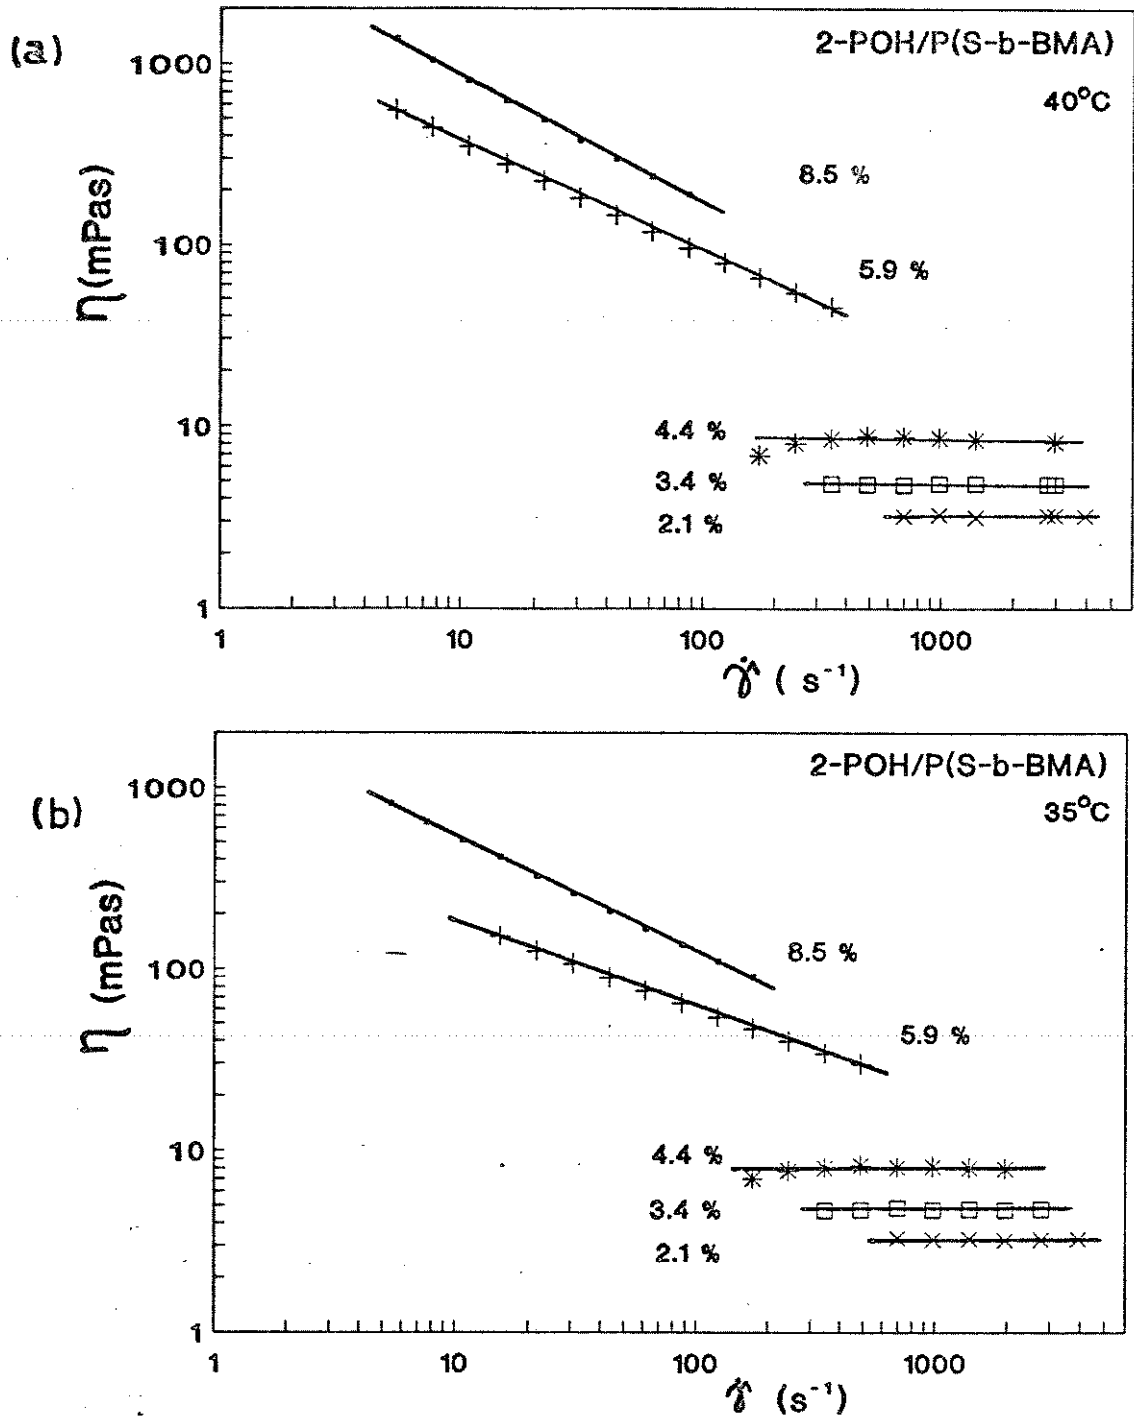 (a)
2-POH/P(S-b-BMA)
40°C
1000
100
10
1
η (mPas)
8.5 %
5.9 %
4.4 %
3.4 %
2.1 %
1 10 100 1000
γ̇ ( s⁻¹)
(b)
2-POH/P(S-b-BMA)
35°C
1000
100
10
1
η (mPas)
8.5 %
5.9 %
4.4 %
3.4 %
2.1 %
1 10 100 1000
γ̇ (s⁻¹)